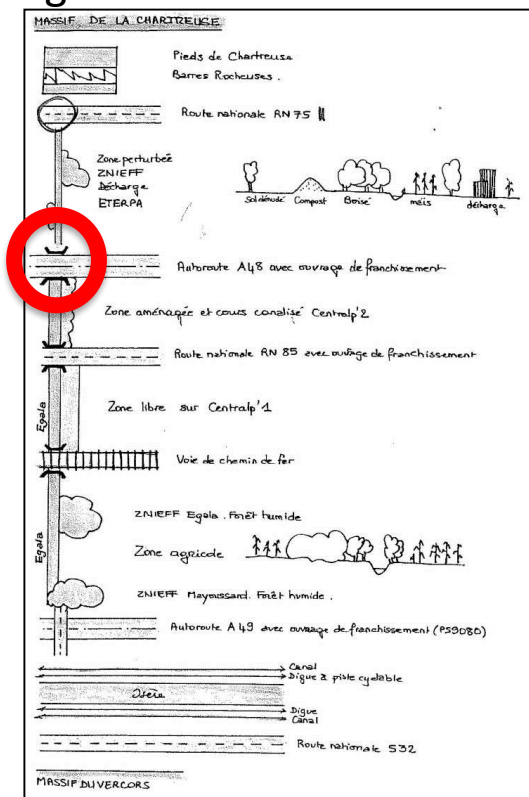 MASSIF DE LA CHARTREUSE
Pieds de Chartreuse
Barres Rocheuses.
Route nationale RN 75
Zone perturbée
ZNIEFF
Décharge
ETERPA
Sol dénudé Compost Boisé maïs décharge
Autoroute A48 avec ouvrage de franchissement
Zone aménagée et cours canalisé Centralp'2
Route nationale RN 85 avec ouvrage de franchissement
Egala
Zone libre sur Centralp'1
Voie de chemin de fer
Egala
ZNIEFF Egala. Forêt humide
Zone agricole
ZNIEFF Mayoussard. Forêt humide.
Autoroute A49 avec ouvrage de franchissement (PS9080)
Canal
Digue à piste cyclable
Isère
Digue
Canal
Route nationale 532
MASSIF DU VERCORS